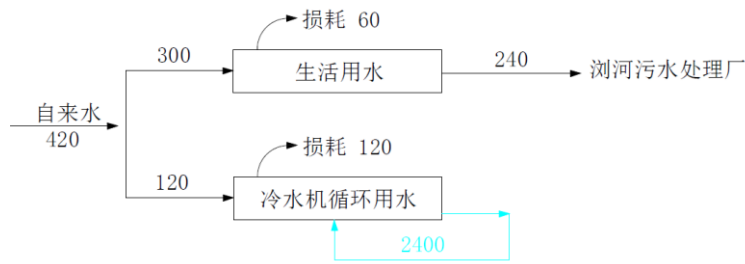 损耗 60
300
生活用水
240
浏河污水处理厂
自来水
420
损耗 120
120
冷水机循环用水
2400